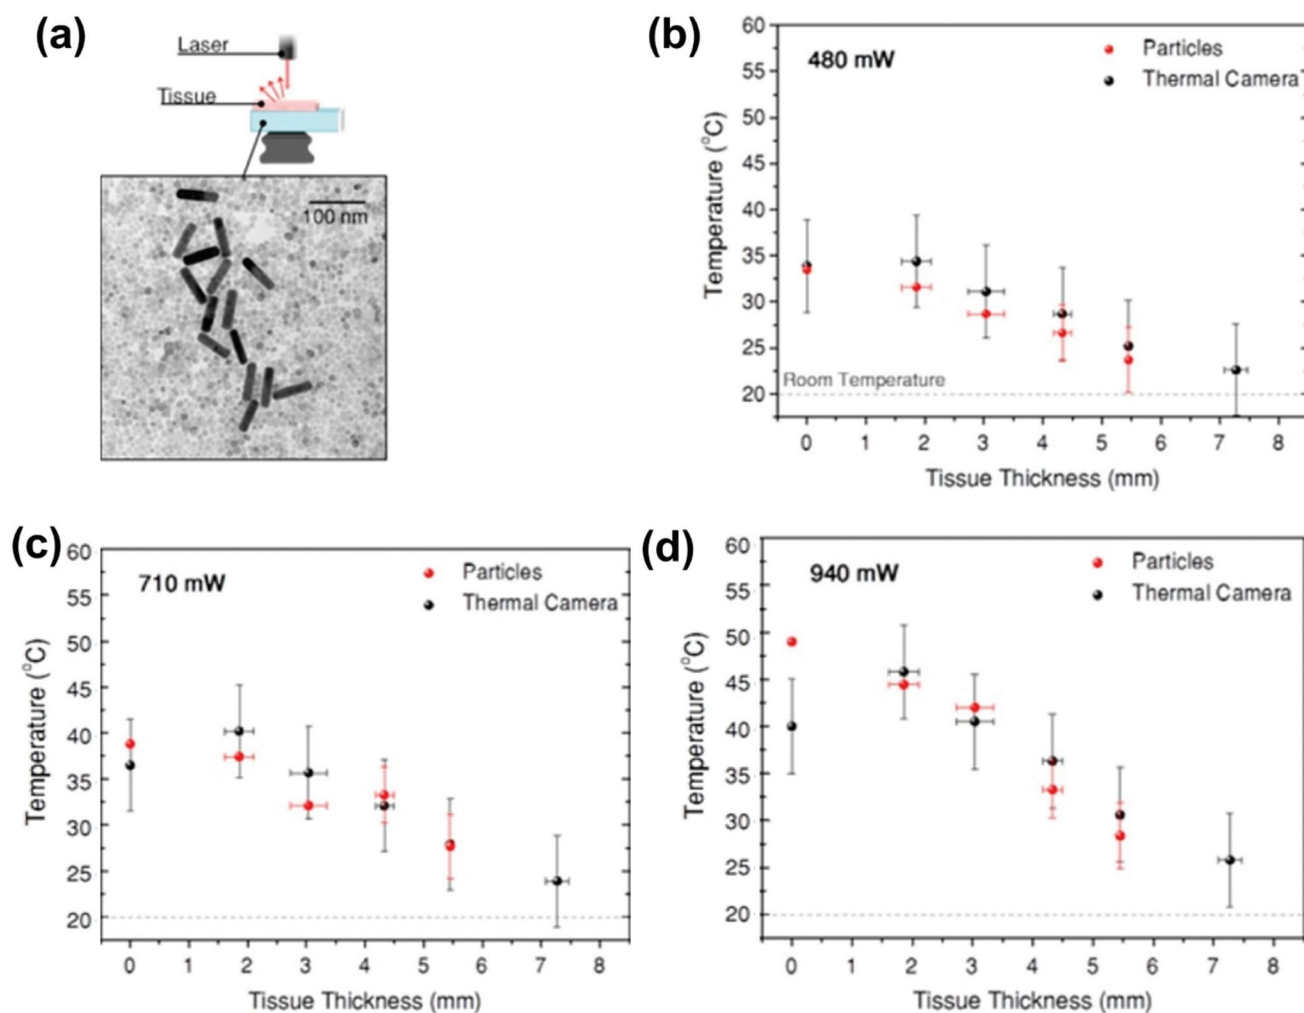 (a)
Laser
Tissue
100 nm
(b)
480 mW
Particles
Thermal Camera
Room Temperature
Temperature (°C)
60
55
50
45
40
35
30
25
20
0 1 2 3 4 5 6 7 8
Tissue Thickness (mm)
(c)
710 mW
Particles
Thermal Camera
Temperature (°C)
60
55
50
45
40
35
30
25
20
0 1 2 3 4 5 6 7 8
Tissue Thickness (mm)
(d)
940 mW
Particles
Thermal Camera
Temperature (°C)
60
55
50
45
40
35
30
25
20
0 1 2 3 4 5 6 7 8
Tissue Thickness (mm)